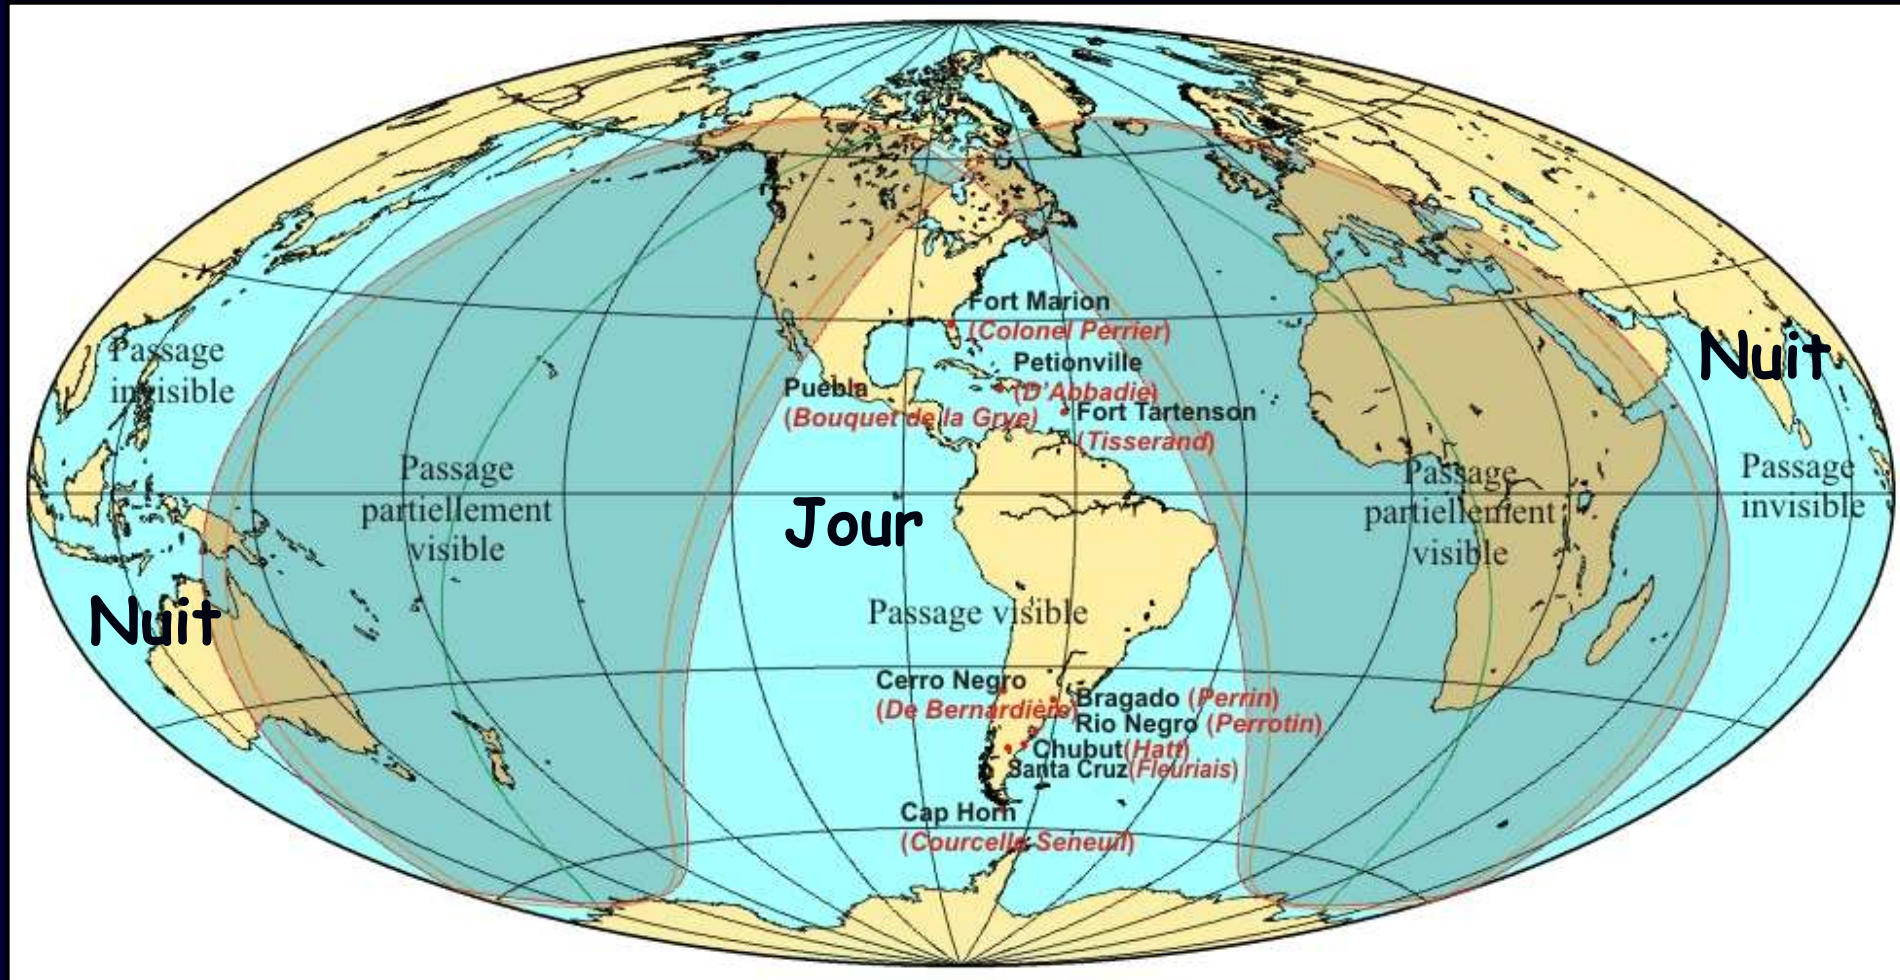 Fort Marion
(Colonel Perrier)
Passage
invisible
Nuit
Petionville
(D'Abbadie)
Puebla
(Bouquet de la Grye)
Fort Tartenson
(Tisserand)
Passage
partiellement
visible
Passage
partiellement
visible
Passage
invisible
Jour
Nuit
Passage visible
Cerro Negro
(De Bernardière)
Bragado (Perrin)
Rio Negro (Perrotin)
Chubut(Hatt)
Santa Cruz(Fleuriais)
Cap Horn
(Courcelle Seneuil)